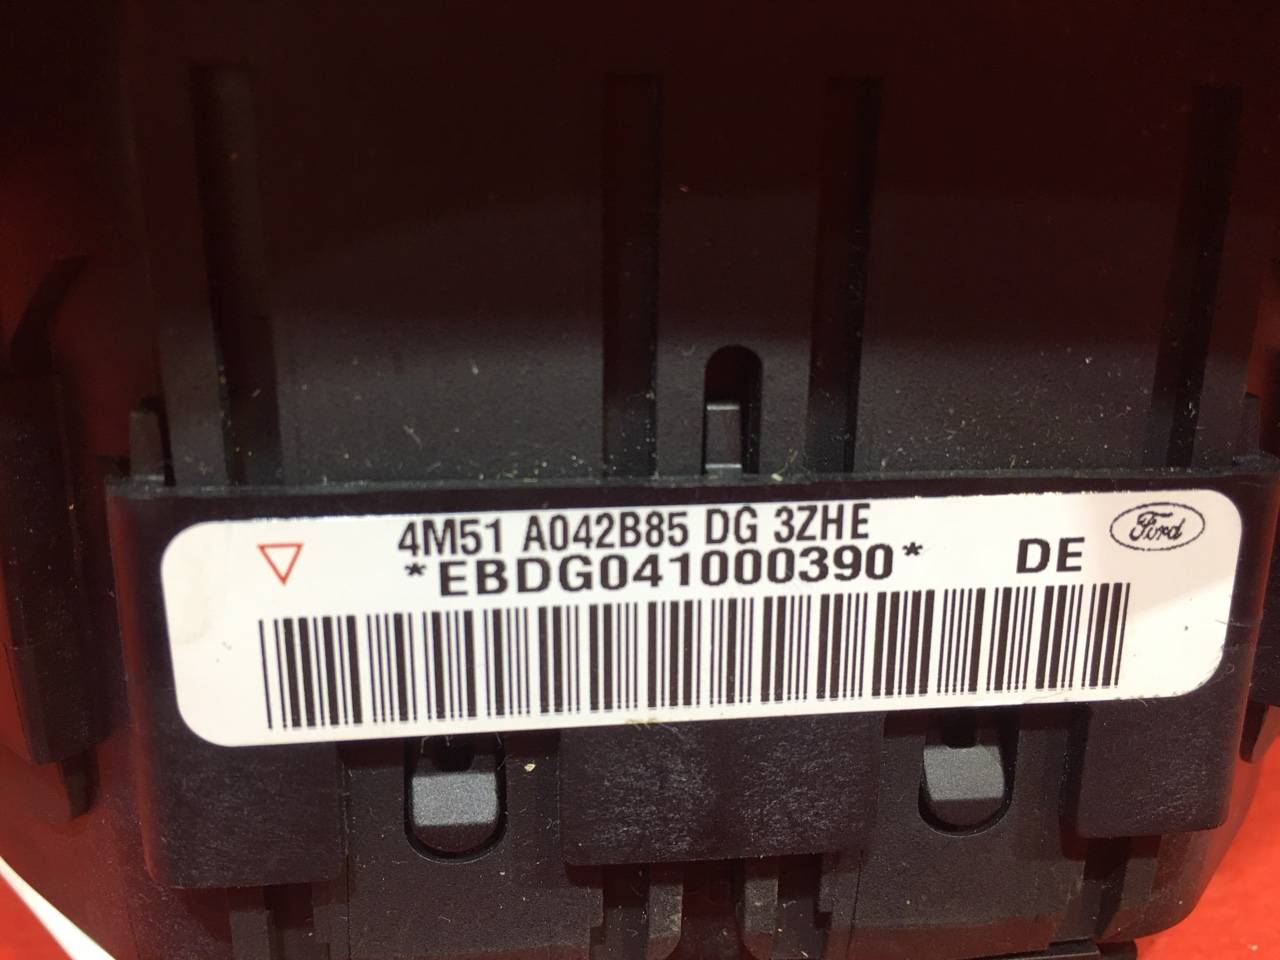 4M51 A042B85 DG 3ZHE
*EBDG041000390*
DE
Ford